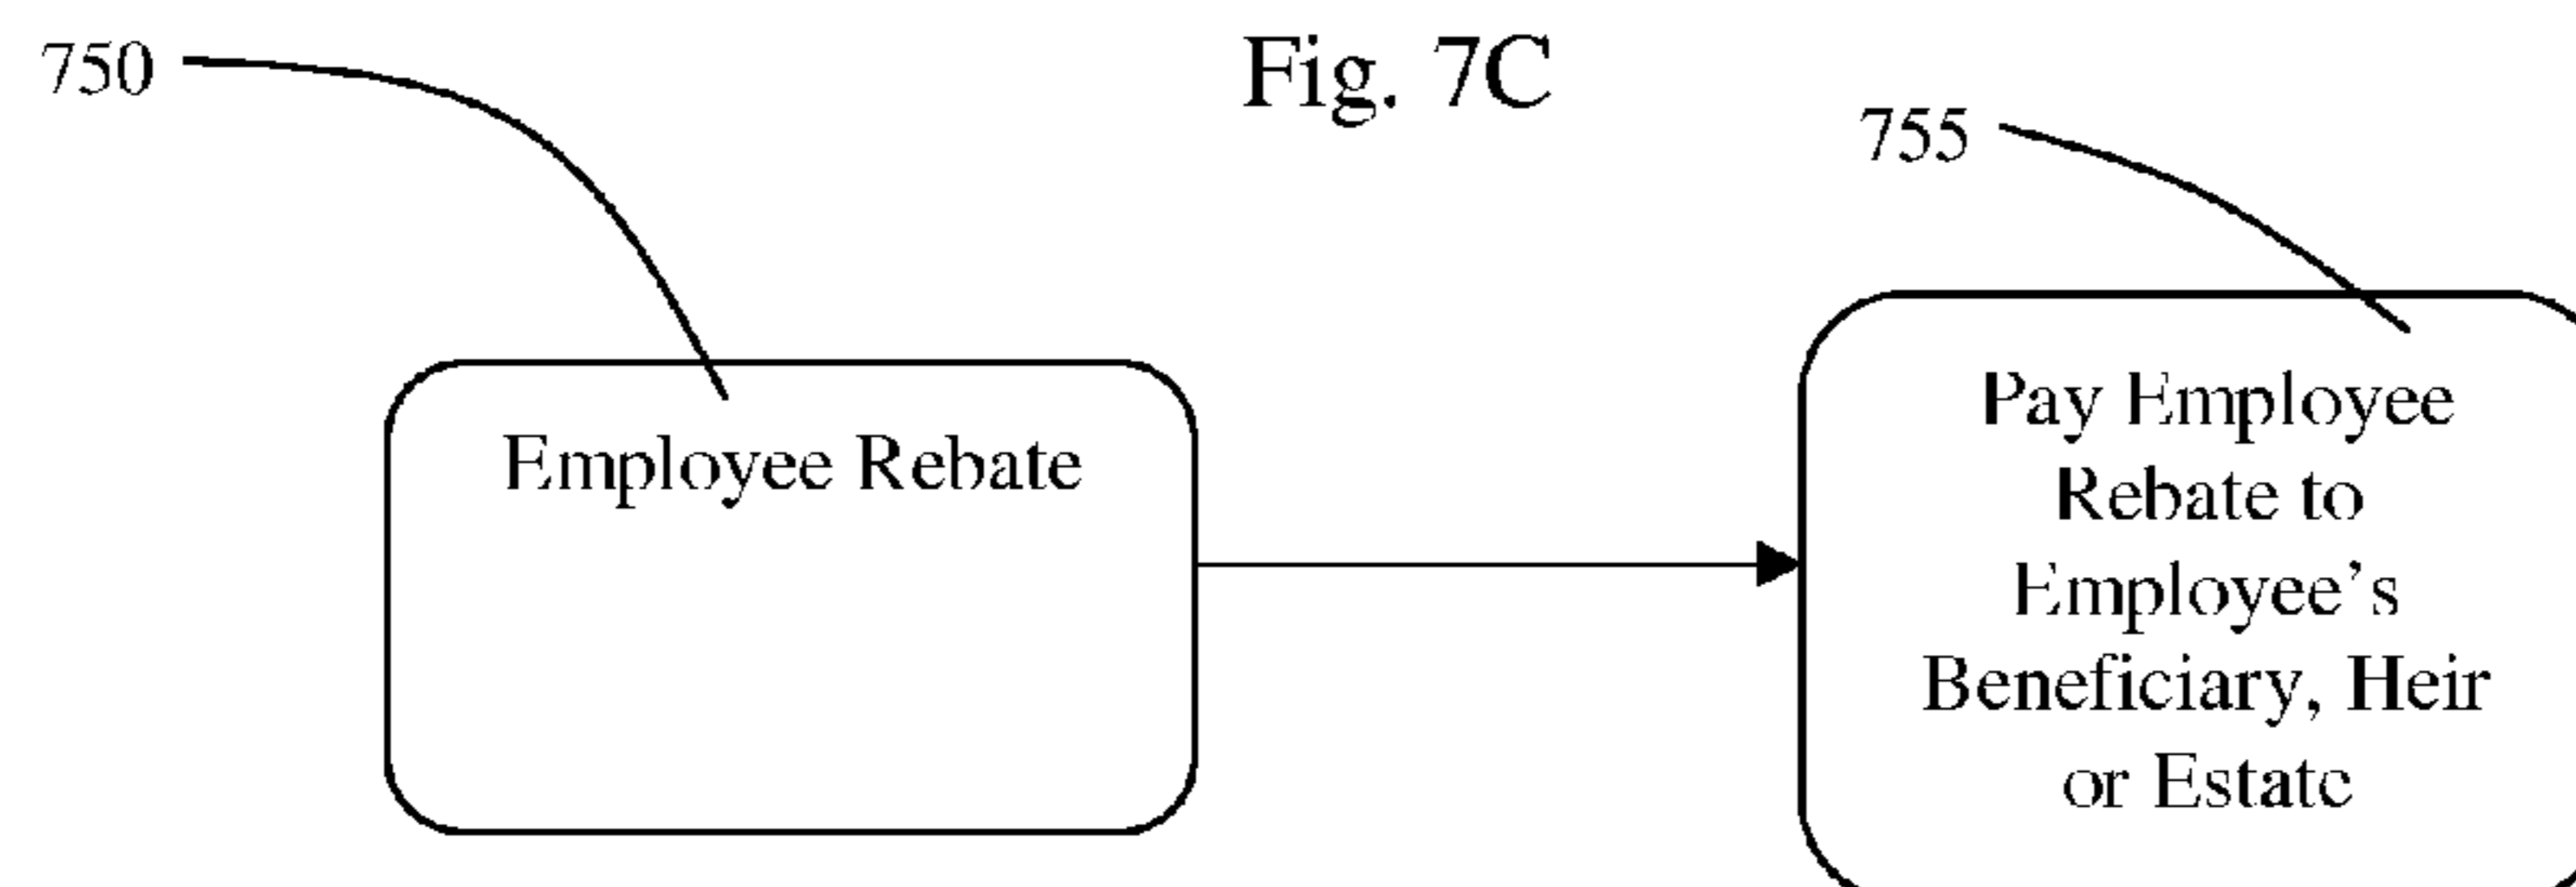 750
Fig. 7C
755
Employee Rebate
Pay Employee
Rebate to
Employee's
Beneficiary, Heir
or Estate